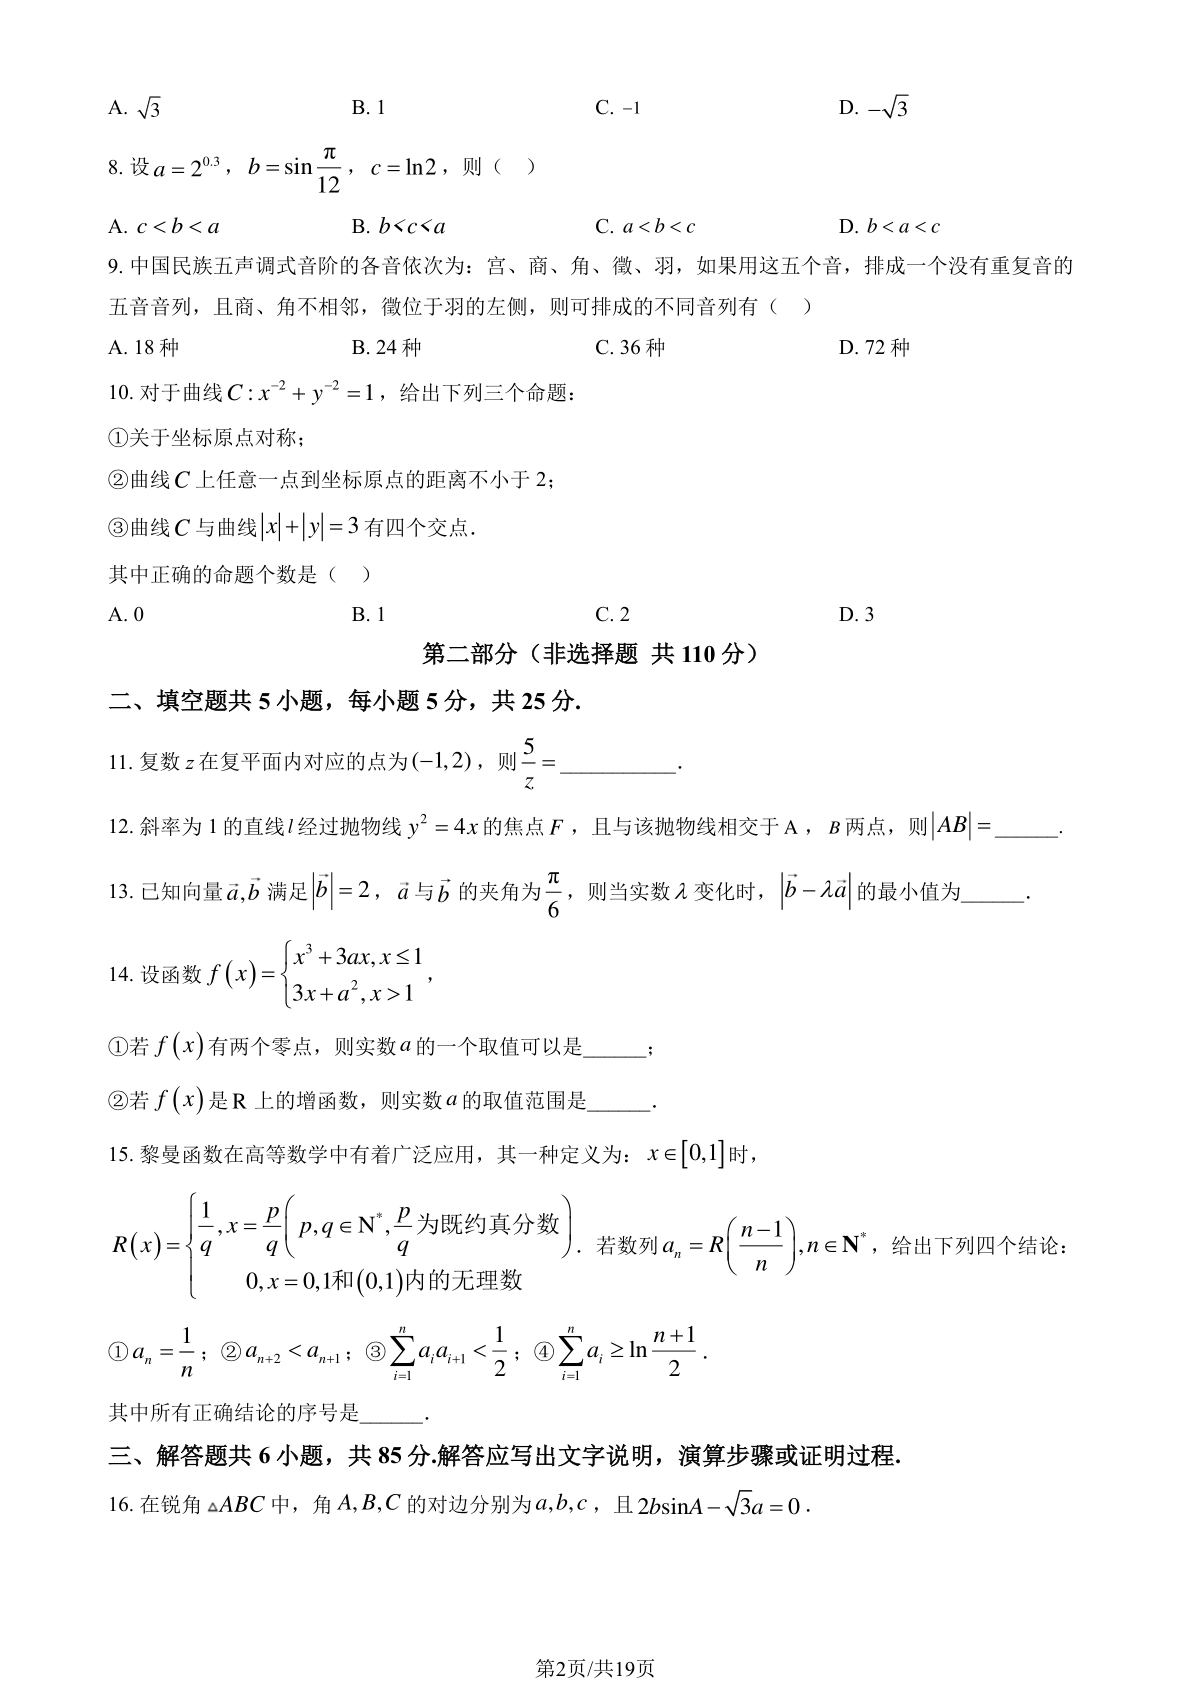 A. √3 B. 1 C. −1 D. −√3
8. 设 a = 2^0.3，b = sin π/12，c = ln2，则（ ）
A. c < b < a B. b<c<a C. a < b < c D. b < a < c
9. 中国民族五声调式音阶的各音依次为：宫、商、角、徵、羽，如果用这五个音，排成一个没有重复音的
五音音列，且商、角不相邻，徵位于羽的左侧，则可排成的不同音列有（ ）
A. 18 种 B. 24 种 C. 36 种 D. 72 种
10. 对于曲线 C : x^−2 + y^−2 = 1，给出下列三个命题：
①关于坐标原点对称；
②曲线 C 上任意一点到坐标原点的距离不小于 2；
③曲线 C 与曲线 |x| + |y| = 3 有四个交点．
其中正确的命题个数是（ ）
A. 0 B. 1 C. 2 D. 3
第二部分（非选择题 共 110 分）
二、填空题共 5 小题，每小题 5 分，共 25 分.
11. 复数 z 在复平面内对应的点为 (−1, 2)，则 5/z = ___________．
12. 斜率为 1 的直线 l 经过抛物线 y² = 4x 的焦点 F ，且与该抛物线相交于 A ，B 两点，则 |AB| = ______.
13. 已知向量 a⃗, b⃗ 满足 |b⃗| = 2，a⃗ 与 b⃗ 的夹角为 π/6，则当实数 λ 变化时，|b⃗ − λa⃗| 的最小值为______．
14. 设函数 f(x) = { x³ + 3ax, x ≤ 1
3x + a², x > 1 ，
①若 f(x) 有两个零点，则实数 a 的一个取值可以是______；
②若 f(x) 是 R 上的增函数，则实数 a 的取值范围是______．
15. 黎曼函数在高等数学中有着广泛应用，其一种定义为：x ∈ [0,1] 时，
R(x) = { 1/q, x = p/q (p, q ∈ N*, p/q 为既约真分数)
0, x = 0,1和(0,1)内的无理数 ．若数列 aₙ = R((n−1)/n), n ∈ N*，给出下列四个结论：
①aₙ = 1/n；②aₙ₊₂ < aₙ₊₁；③∑_{i=1}^{n} aᵢaᵢ₊₁ < 1/2；④∑_{i=1}^{n} aᵢ ≥ ln (n+1)/2．
其中所有正确结论的序号是______．
三、解答题共 6 小题，共 85 分.解答应写出文字说明，演算步骤或证明过程.
16. 在锐角 △ABC 中，角 A, B, C 的对边分别为 a, b, c ，且 2bsinA − √3a = 0．
第2页/共19页